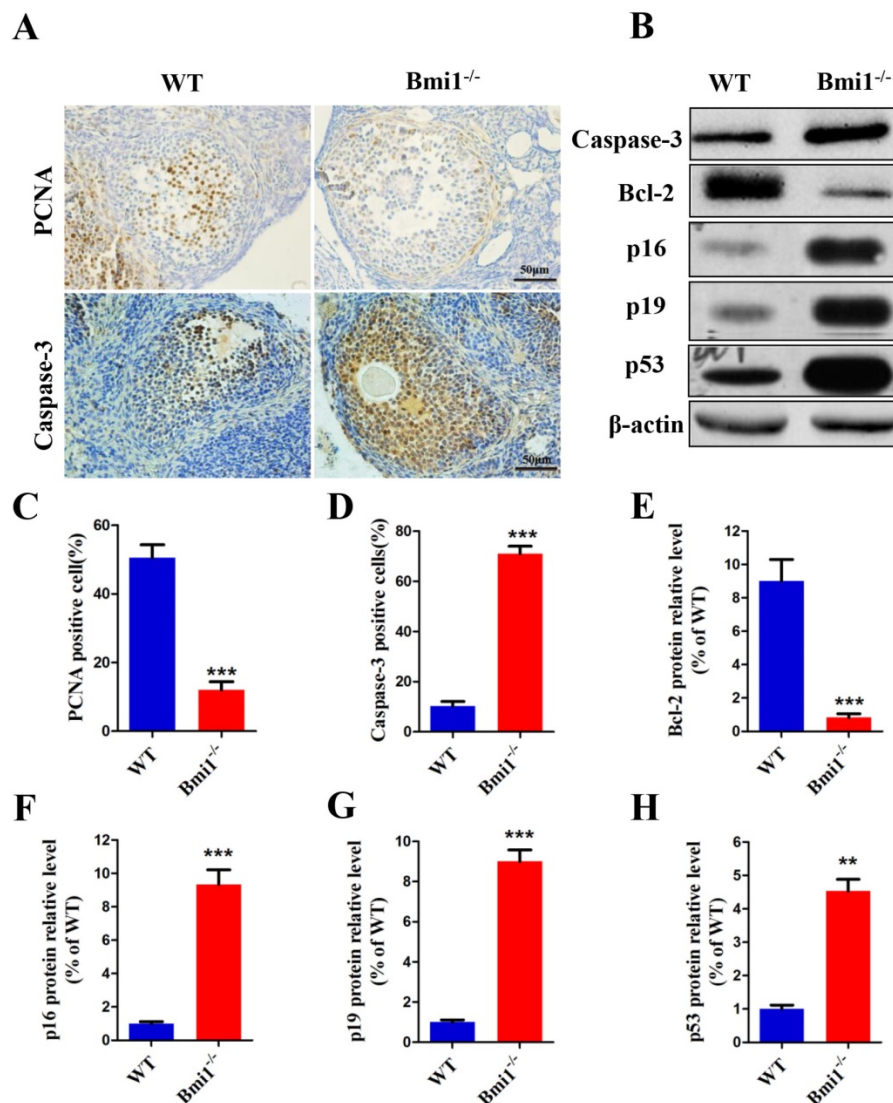 A
B
WT
Bmi1-/-
WT
Bmi1-/-
PCNA
50μm
Caspase-3
50μm
Caspase-3
Bcl-2
p16
p19
p53
β-actin
C
PCNA positive cell(%)
60
40
20
0
***
WT
Bmi1-/-
D
Caspase-3 positive cells(%)
80
60
40
20
0
***
WT
Bmi1-/-
E
Bcl-2 protein relative level
(% of WT)
12
10
8
6
4
2
0
***
WT
Bmi1-/-
F
p16 protein relative level
(% of WT)
12
10
8
6
4
2
0
***
WT
Bmi1-/-
G
p19 protein relative level
(% of WT)
10
8
6
4
2
0
***
WT
Bmi1-/-
H
p53 protein relative level
(% of WT)
6
5
4
3
2
1
0
**
WT
Bmi1-/-